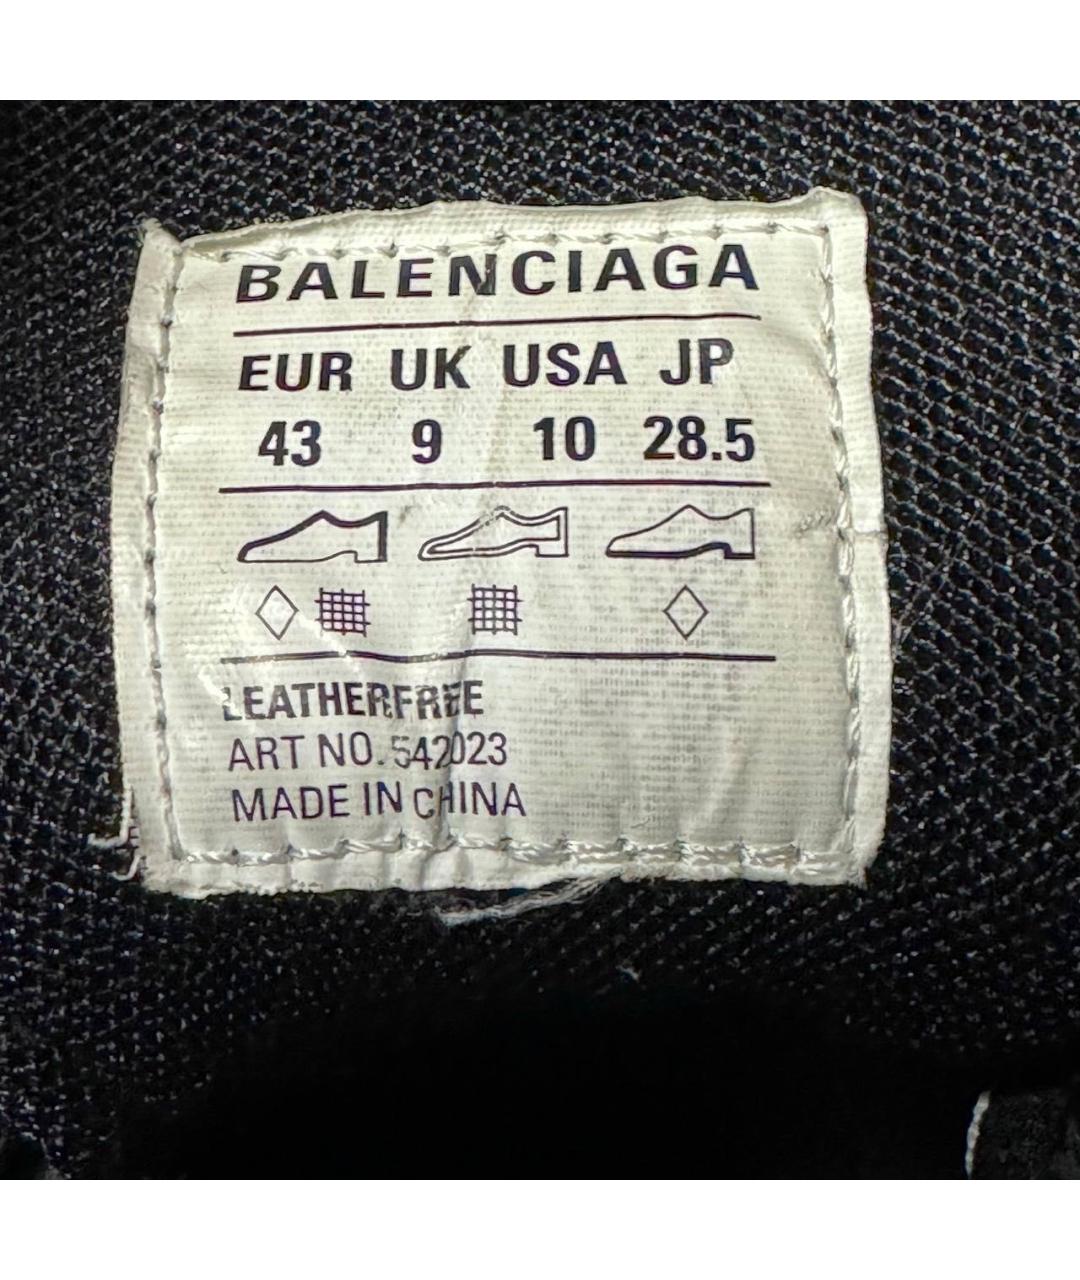 BALENCIAGA
EUR UK USA JP
43 9 10 28.5
LEATHERFREE
ART NO. 542023
MADE IN CHINA